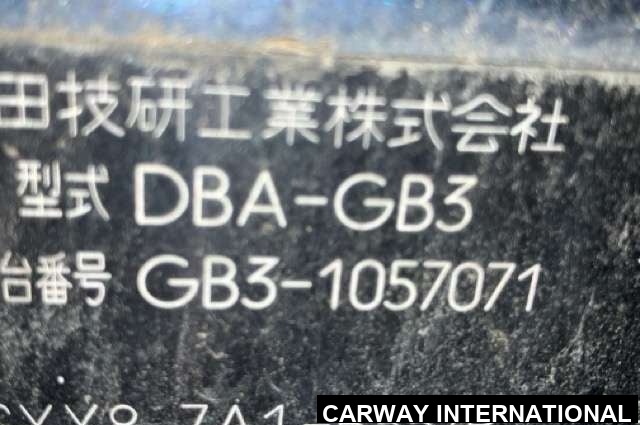 田技研工業株式会社
型式 DBA-GB3
台番号 GB3-1057071
CARWAY INTERNATIONAL